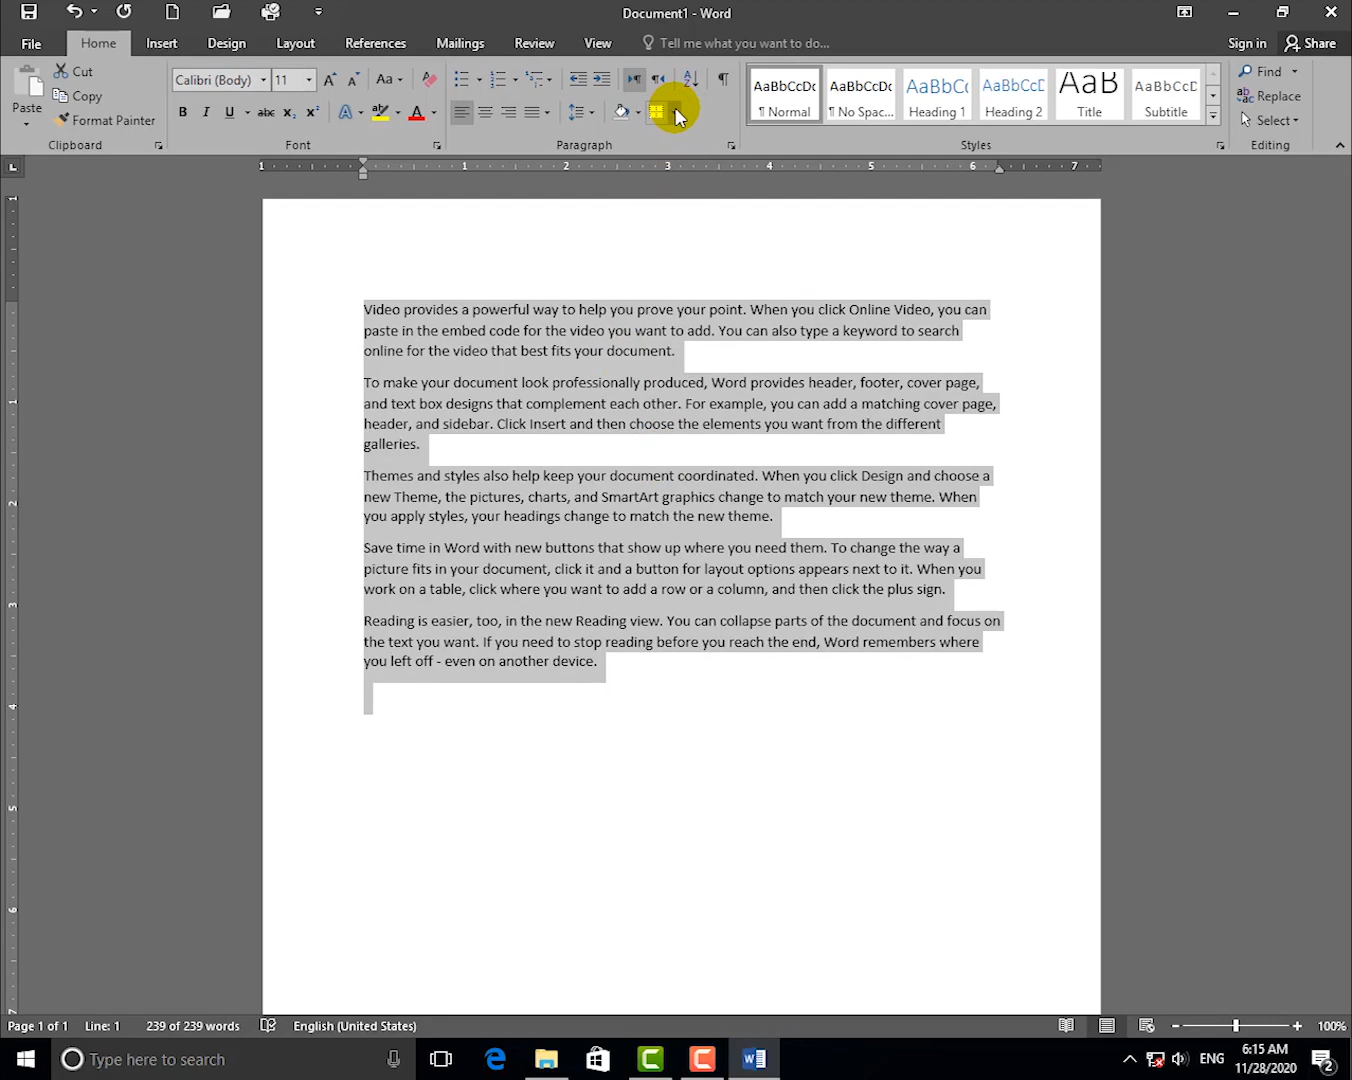 Document1 - Word
File
Home
Insert
Design
Layout
References
Mailings
Review
View
Tell me what you want to do...
Sign in
Share
Paste
Cut
Copy
Format Painter
Clipboard
Calibri (Body)
11
Aa
B I U abc x₂ x²
A
A
Font
Paragraph
AaBbCcDc
¶ Normal
AaBbCcDc
¶ No Spac...
AaBbC(
Heading 1
AaBbCcD
Heading 2
AaB
Title
AaBbCcD
Subtitle
Styles
Find
Replace
Select
Editing
1 1 2 3 4 5 6 7
Video provides a powerful way to help you prove your point. When you click Online Video, you can
paste in the embed code for the video you want to add. You can also type a keyword to search
online for the video that best fits your document.
To make your document look professionally produced, Word provides header, footer, cover page,
and text box designs that complement each other. For example, you can add a matching cover page,
header, and sidebar. Click Insert and then choose the elements you want from the different
galleries.
Themes and styles also help keep your document coordinated. When you click Design and choose a
new Theme, the pictures, charts, and SmartArt graphics change to match your new theme. When
you apply styles, your headings change to match the new theme.
Save time in Word with new buttons that show up where you need them. To change the way a
picture fits in your document, click it and a button for layout options appears next to it. When you
work on a table, click where you want to add a row or a column, and then click the plus sign.
Reading is easier, too, in the new Reading view. You can collapse parts of the document and focus on
the text you want. If you need to stop reading before you reach the end, Word remembers where
you left off - even on another device.
Page 1 of 1
Line: 1
239 of 239 words
English (United States)
100%
Type here to search
ENG
6:15 AM
11/28/2020
2